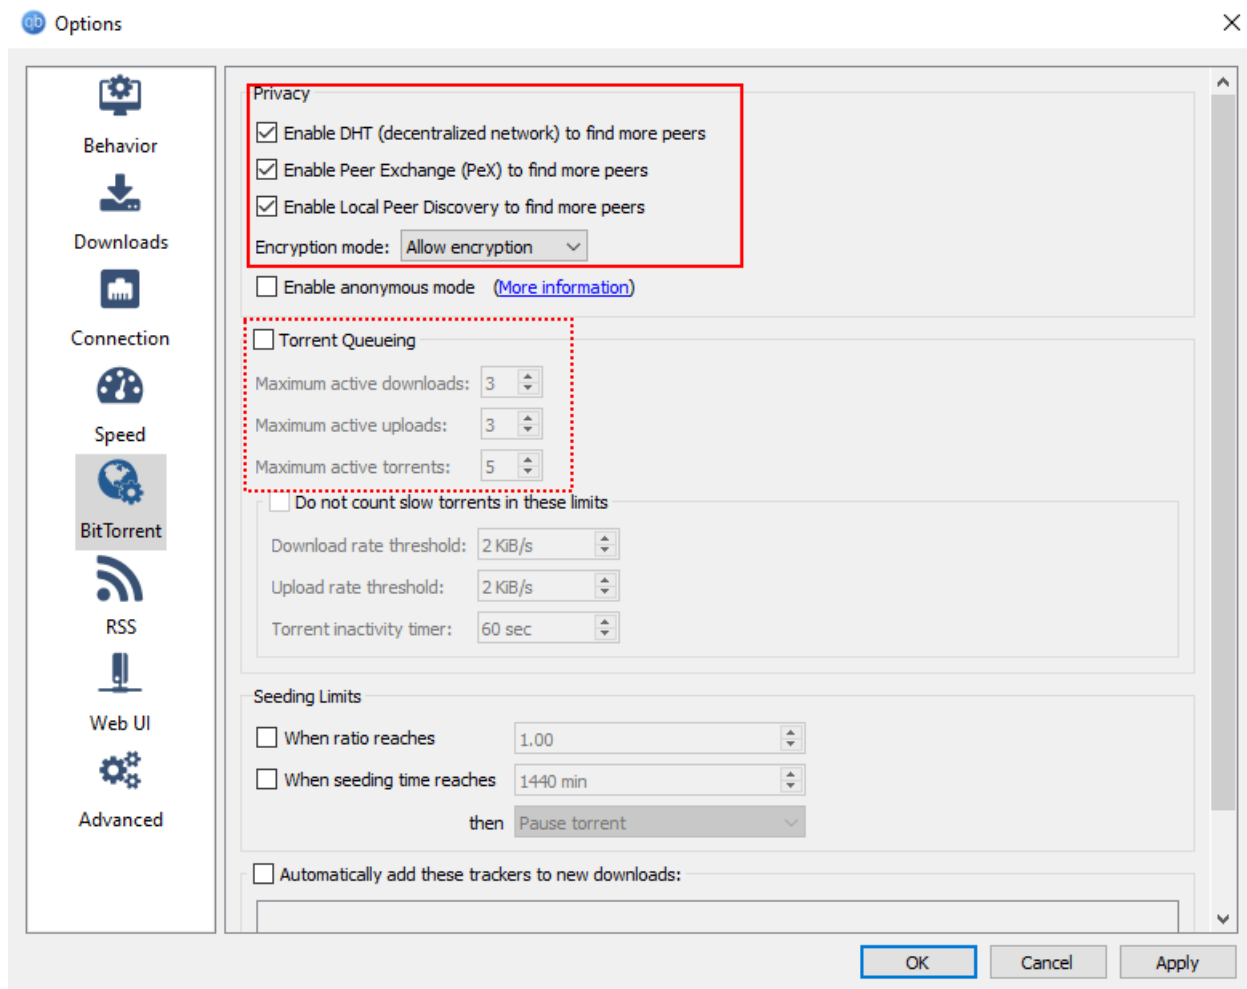 qb Options
Behavior
Downloads
Connection
Speed
BitTorrent
RSS
Web UI
Advanced
Privacy
Enable DHT (decentralized network) to find more peers
Enable Peer Exchange (PeX) to find more peers
Enable Local Peer Discovery to find more peers
Encryption mode: Allow encryption
Enable anonymous mode (More information)
Torrent Queueing
Maximum active downloads: 3
Maximum active uploads: 3
Maximum active torrents: 5
Do not count slow torrents in these limits
Download rate threshold: 2 KiB/s
Upload rate threshold: 2 KiB/s
Torrent inactivity timer: 60 sec
Seeding Limits
When ratio reaches 1.00
When seeding time reaches 1440 min
then Pause torrent
Automatically add these trackers to new downloads:
OK Cancel Apply